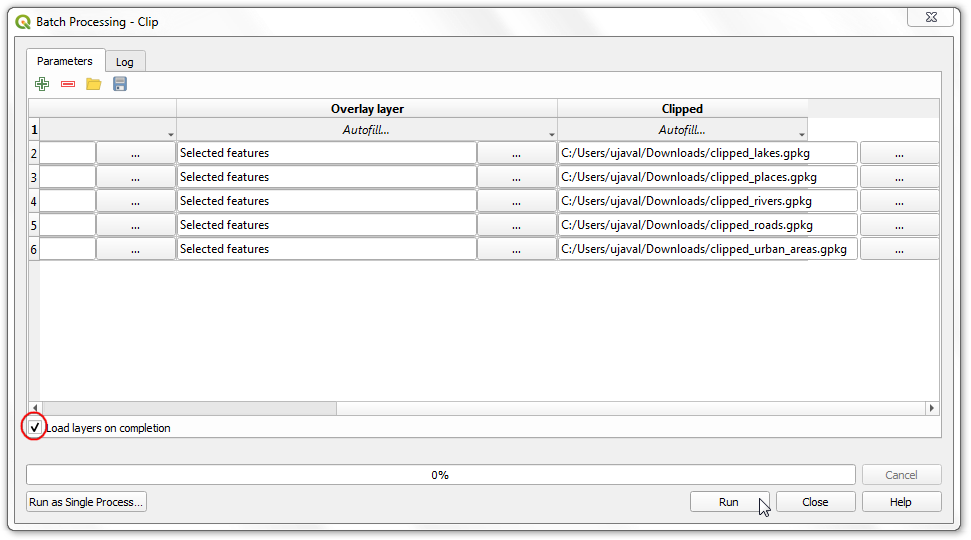 Batch Processing - Clip
Parameters Log
Overlay layer Clipped
1 Autofill... Autofill...
2 ... Selected features ... C:/Users/ujaval/Downloads/clipped_lakes.gpkg ...
3 ... Selected features ... C:/Users/ujaval/Downloads/clipped_places.gpkg ...
4 ... Selected features ... C:/Users/ujaval/Downloads/clipped_rivers.gpkg ...
5 ... Selected features ... C:/Users/ujaval/Downloads/clipped_roads.gpkg ...
6 ... Selected features ... C:/Users/ujaval/Downloads/clipped_urban_areas.gpkg ...
Load layers on completion
0% Cancel
Run as Single Process... Run Close Help